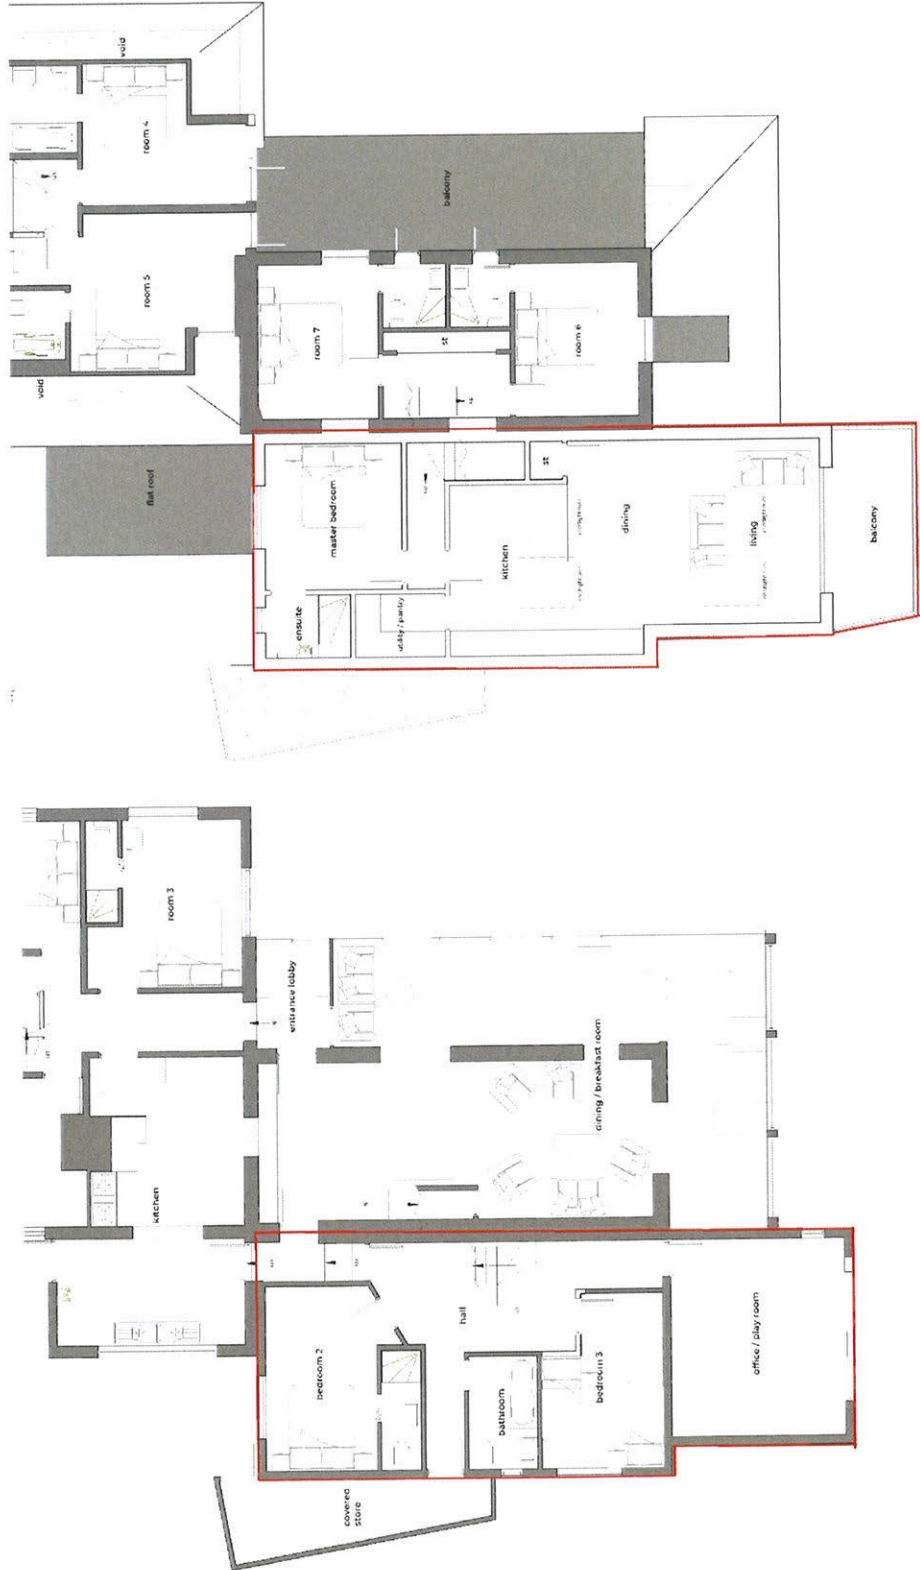 void
room 4
room 5
void
balcony
room 7
st
room 6
flat roof
master bedroom
ensuite
utility / pantry
kitchen
st
dining
living
balcony
room 3
kitchen
entrance lobby
dining / breakfast room
bedroom 2
hall
bathroom
bedroom 3
office / play room
covered
store